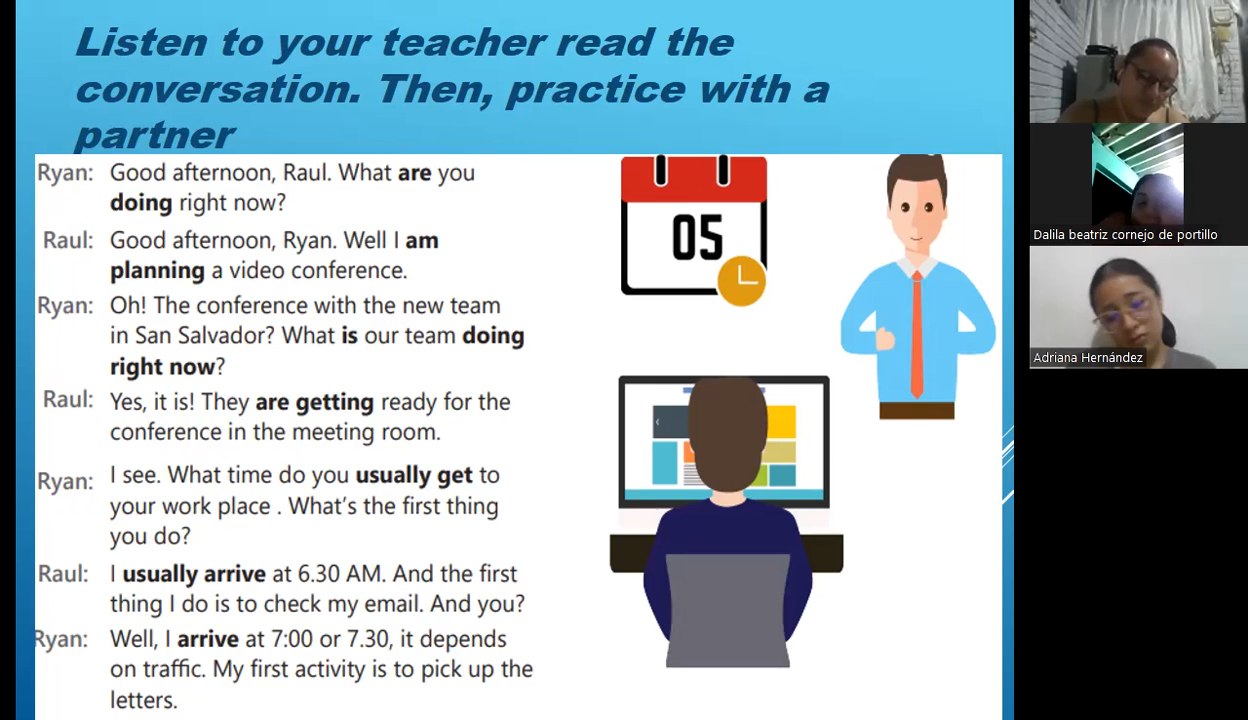 Listen to your teacher read the
conversation. Then, practice with a
partner
Ryan: Good afternoon, Raul. What are you
doing right now?
Raul: Good afternoon, Ryan. Well I am
planning a video conference.
Ryan: Oh! The conference with the new team
in San Salvador? What is our team doing
right now?
Raul: Yes, it is! They are getting ready for the
conference in the meeting room.
Ryan: I see. What time do you usually get to
your work place . What's the first thing
you do?
Raul: I usually arrive at 6.30 AM. And the first
thing I do is to check my email. And you?
Ryan: Well, I arrive at 7:00 or 7.30, it depends
on traffic. My first activity is to pick up the
letters.
05
Dalila beatriz cornejo de portillo
Adriana Hernández